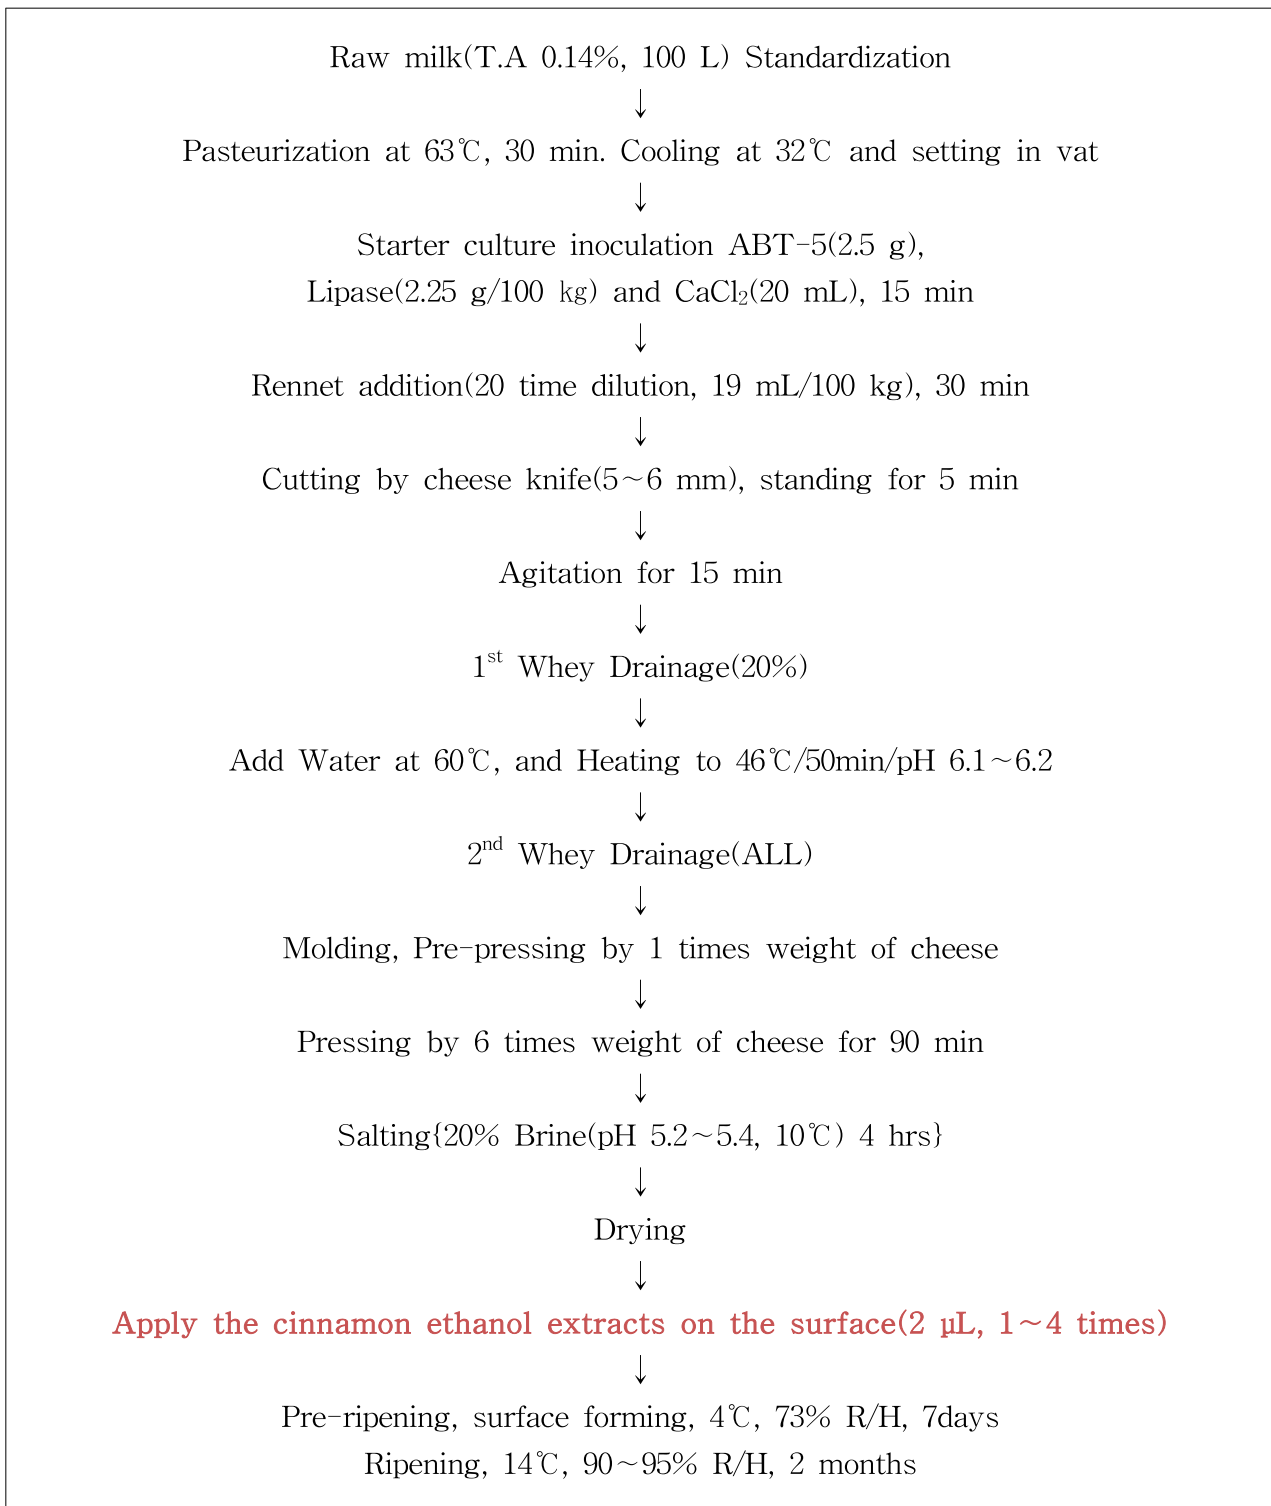 Raw milk(T.A 0.14%, 100 L) Standardization
↓
Pasteurization at 63℃, 30 min. Cooling at 32℃ and setting in vat
↓
Starter culture inoculation ABT-5(2.5 g),
Lipase(2.25 g/100 ㎏) and CaCl₂(20 mL), 15 min
↓
Rennet addition(20 time dilution, 19 mL/100 kg), 30 min
↓
Cutting by cheese knife(5~6 mm), standing for 5 min
↓
Agitation for 15 min
↓
1st Whey Drainage(20%)
↓
Add Water at 60℃, and Heating to 46℃/50min/pH 6.1~6.2
↓
2nd Whey Drainage(ALL)
↓
Molding, Pre-pressing by 1 times weight of cheese
↓
Pressing by 6 times weight of cheese for 90 min
↓
Salting{20% Brine(pH 5.2~5.4, 10℃) 4 hrs}
↓
Drying
↓
Apply the cinnamon ethanol extracts on the surface(2 μL, 1~4 times)
↓
Pre-ripening, surface forming, 4℃, 73% R/H, 7days
Ripening, 14℃, 90~95% R/H, 2 months